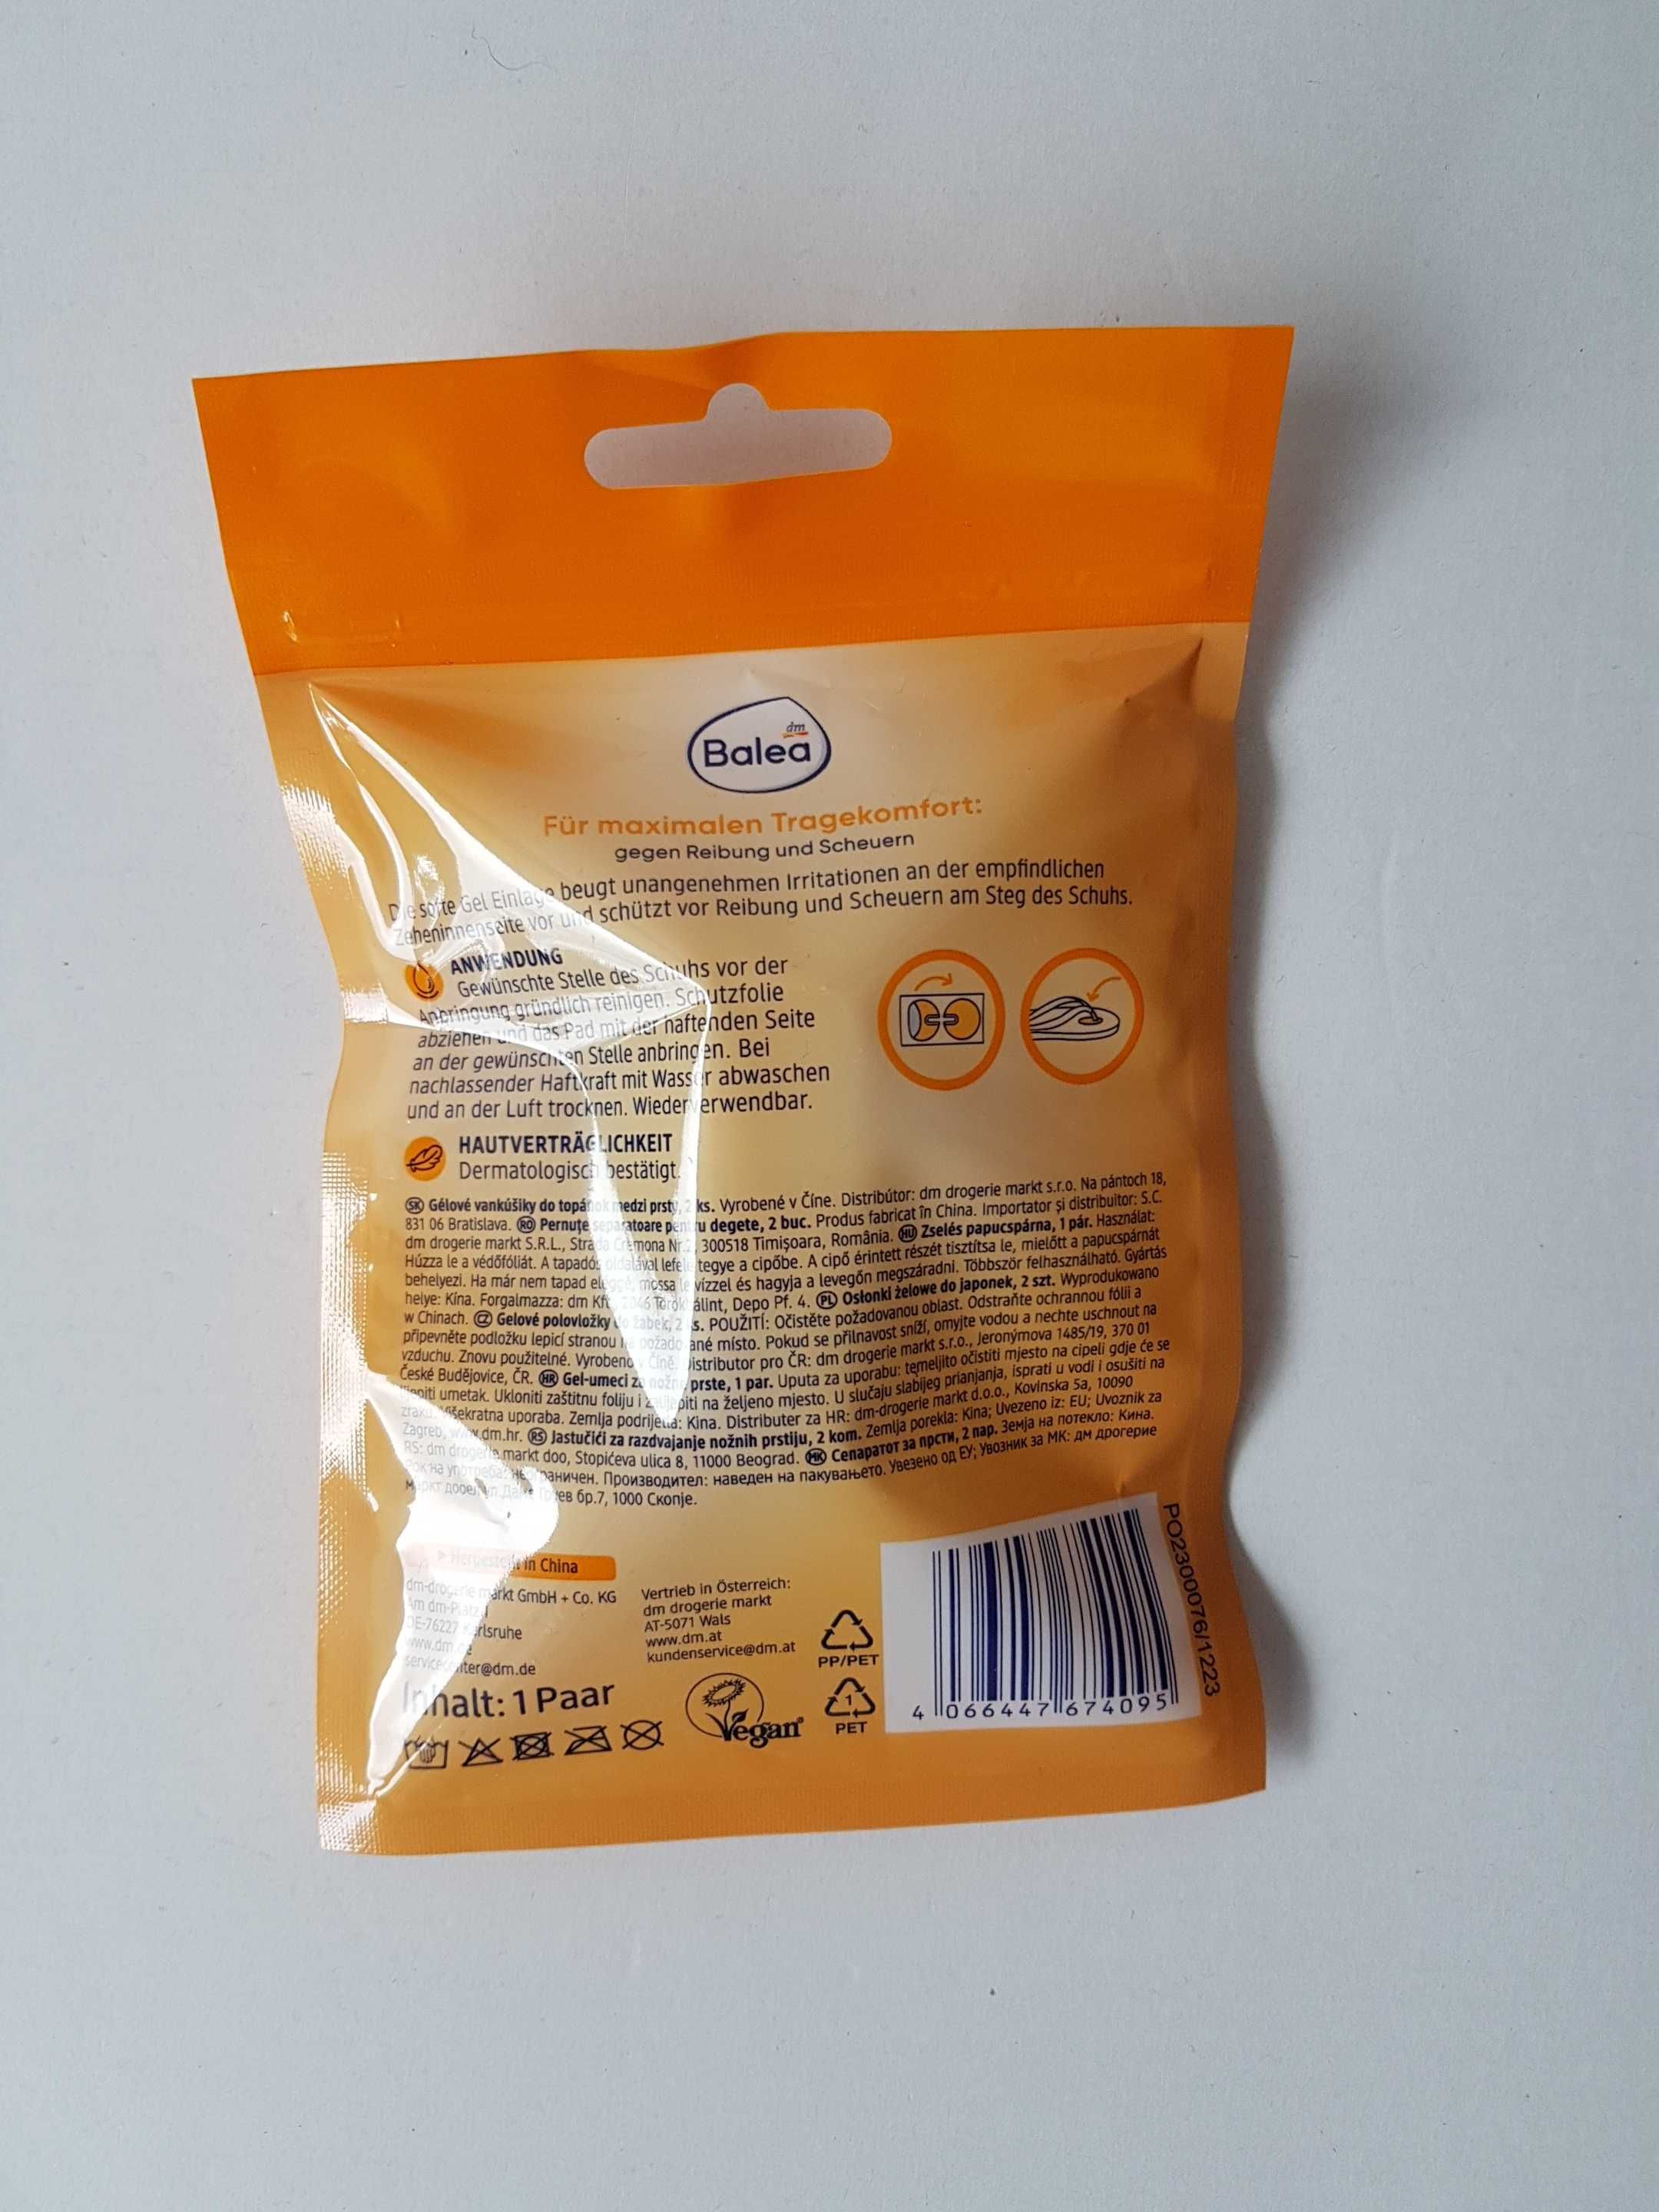 dm
Balea
Für maximalen Tragekomfort:
gegen Reibung und Scheuern
Die softe Gel Einlage beugt unangenehmen Irritationen an der empfindlichen
Zeheninnenseite vor und schützt vor Reibung und Scheuern am Steg des Schuhs.
ANWENDUNG
Gewünschte Stelle des Schuhs vor der
Anbringung gründlich reinigen. Schutzfolie
abziehen und das Pad mit der haftenden Seite
an der gewünschten Stelle anbringen. Bei
nachlassender Haftkraft mit Wasser abwaschen
und an der Luft trocknen. Wiederverwendbar.
HAUTVERTRÄGLICHKEIT
Dermatologisch bestätigt.
SK Gélové vankúšiky do topánok medzi prsty, 2 ks. Vyrobené v Číne. Distribútor: dm drogerie markt s.r.o. Na pántoch 18,
831 06 Bratislava. RO Pernuțe separatoare pentru degete, 2 buc. Produs fabricat în China. Importator și distribuitor: S.C.
dm drogerie markt S.R.L., Strada Cremona Nr. 300518 Timișoara, România. HU Zselés papucspárna, 1 pár. Használat:
Húzza le a védőfóliát. A tapadós oldalával lefelé tegye a cipőbe. A cipő érintett részét tisztítsa le, mielőtt a papucspárnát
behelyezi. Ha már nem tapad eléggé, mossa le vízzel és hagyja a levegőn megszáradni. Többször felhasználható. Gyártás
helye: Kína. Forgalmazza: dm Kft., Törökbálint, Depo Pf. 4. PL Osłonki żelowe do japonek, 2 szt. Wyprodukowano
w Chinach. CZ Gelové polovložky do žabek, 2 ks. POUŽITÍ: Očistěte požadovanou oblast. Odstraňte ochrannou fólii a
připevněte podložku lepicí stranou na požadované místo. Pokud se přilnavost sníží, omyjte vodou a nechte uschnout na
vzduchu. Znovu použitelné. Vyrobeno v Číně. Distributor pro ČR: dm drogerie markt s.r.o., Jeronýmova 1485/19, 370 01
České Budějovice, ČR. HR Gel-umeci za nožne prste, 1 par. Uputa za uporabu: temeljito očistiti mjesto na cipeli gdje će se
umetak. Ukloniti zaštitnu foliju i zalijepiti na željeno mjesto. U slučaju slabijeg prianjanja, isprati u vodi i osušiti na
zraku. Višekratna uporaba. Zemlja podrijetla: Kina. Distributer za HR: dm-drogerie markt d.o.o., Kovinska 5a, 10090
Zagreb, www.dm.hr. RS Jastučići za razdvajanje nožnih prstiju, 2 kom. Zemlja porekla: Kina; Uvezeno iz: EU; Uvoznik za
RS: dm drogerie markt doo, Stopićeva ulica 8, 11000 Beograd. MK Сепаратот за прсти, 2 пар. Земја на потекло: Кина.
Рок на употреба: неограничен. Производител: наведен на пакувањето. Увезено од ЕУ; Увозник за МК: дм дрогерие
маркт дооел, 6р.7, 1000 Скопје.
Hergestellt in China
dm-drogerie markt GmbH + Co. KG
Am dm-Platz 1
DE-76227 Karlsruhe
www.dm.de
servicecenter@dm.de
Vertrieb in Österreich:
dm drogerie markt
AT-5071 Wals
www.dm.at
kundenservice@dm.at
Inhalt: 1 Paar
Vegan
PP/PET
1
PET
4 066447 674095
PO2300076/1223